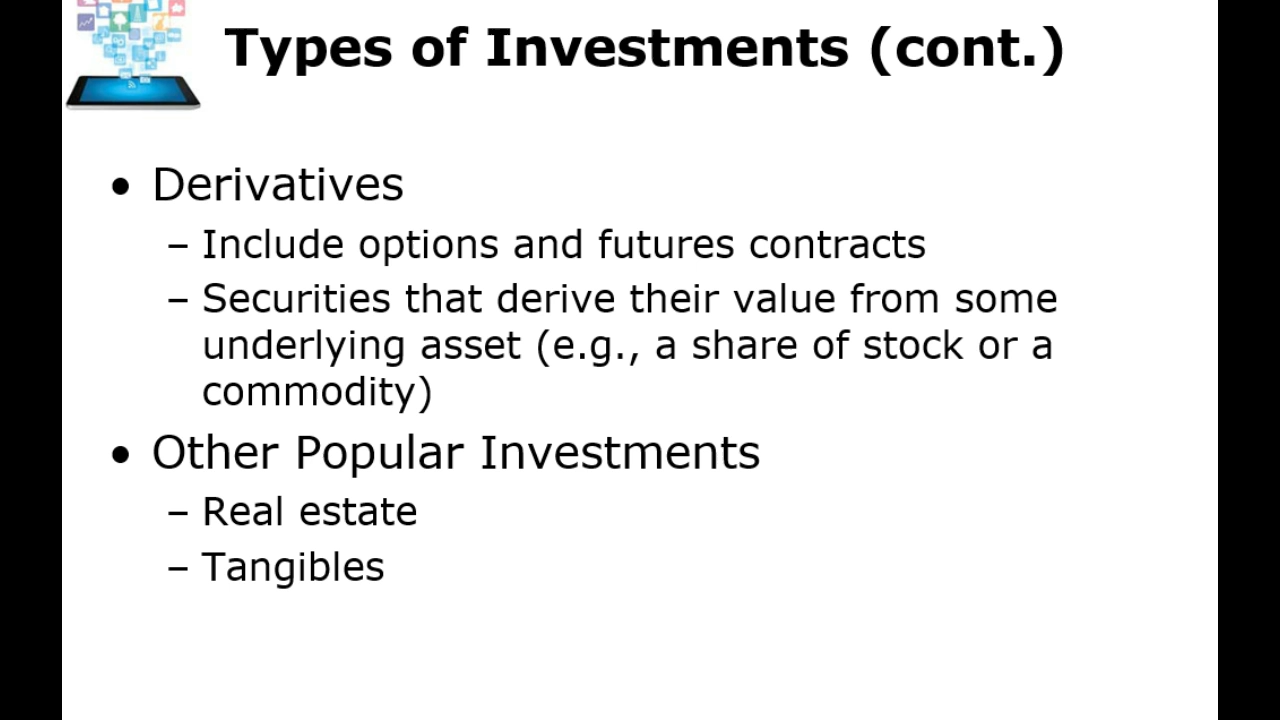 Types of Investments (cont.)
• Derivatives
– Include options and futures contracts
– Securities that derive their value from some
underlying asset (e.g., a share of stock or a
commodity)
• Other Popular Investments
– Real estate
– Tangibles